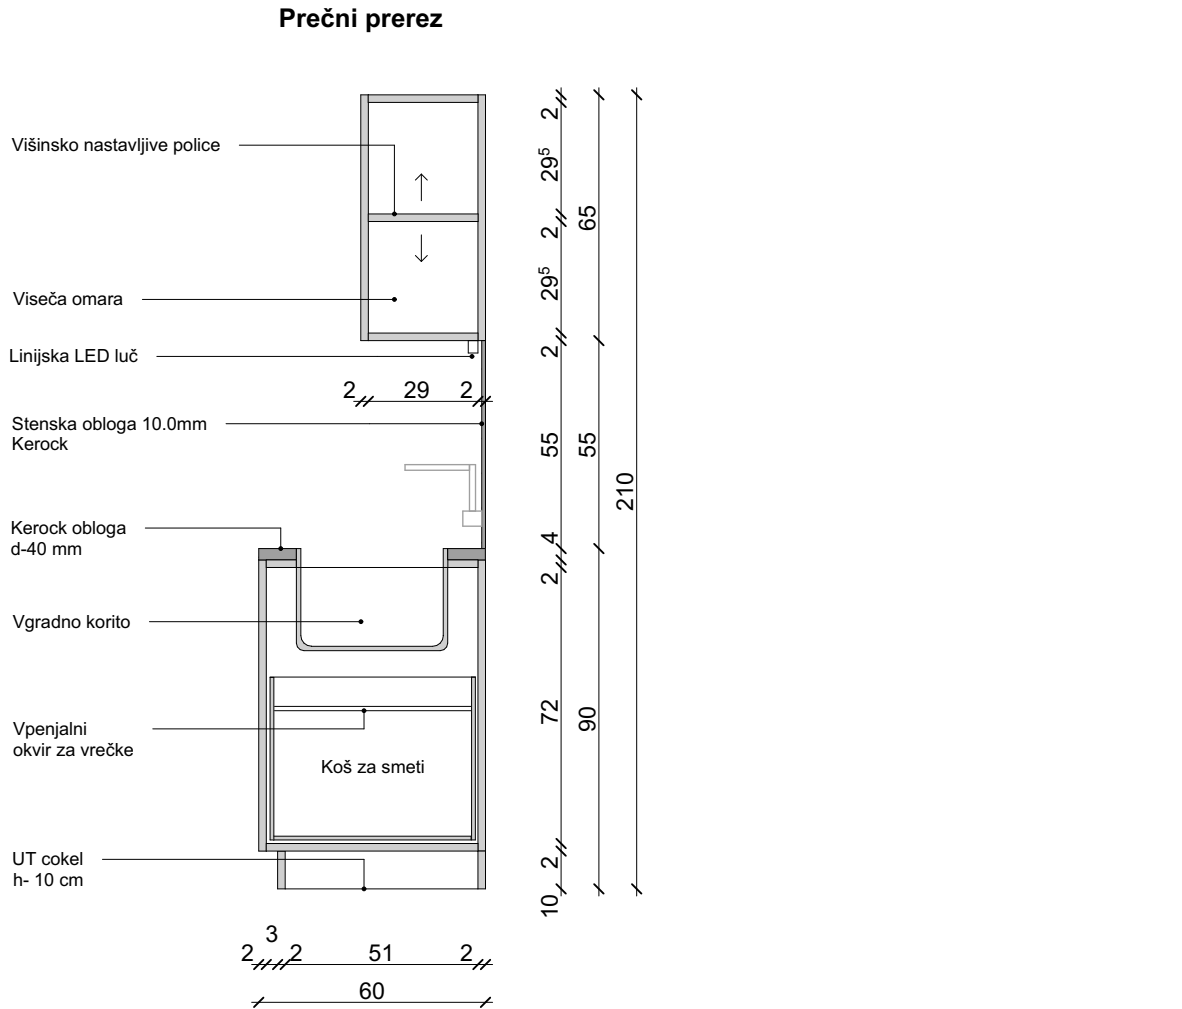 Prečni prerez
Višinsko nastavljive police
Viseča omara
Linijska LED luč
2 29 2
Stenska obloga 10.0mm
Kerock
Kerock obloga
d-40 mm
Vgradno korito
Vpenjalni
okvir za vrečke
Koš za smeti
UT cokel
h- 10 cm
2
29⁵
2
29⁵
2
55
4
2
72
2
10
65
55
90
210
3
2 2 51 2
60